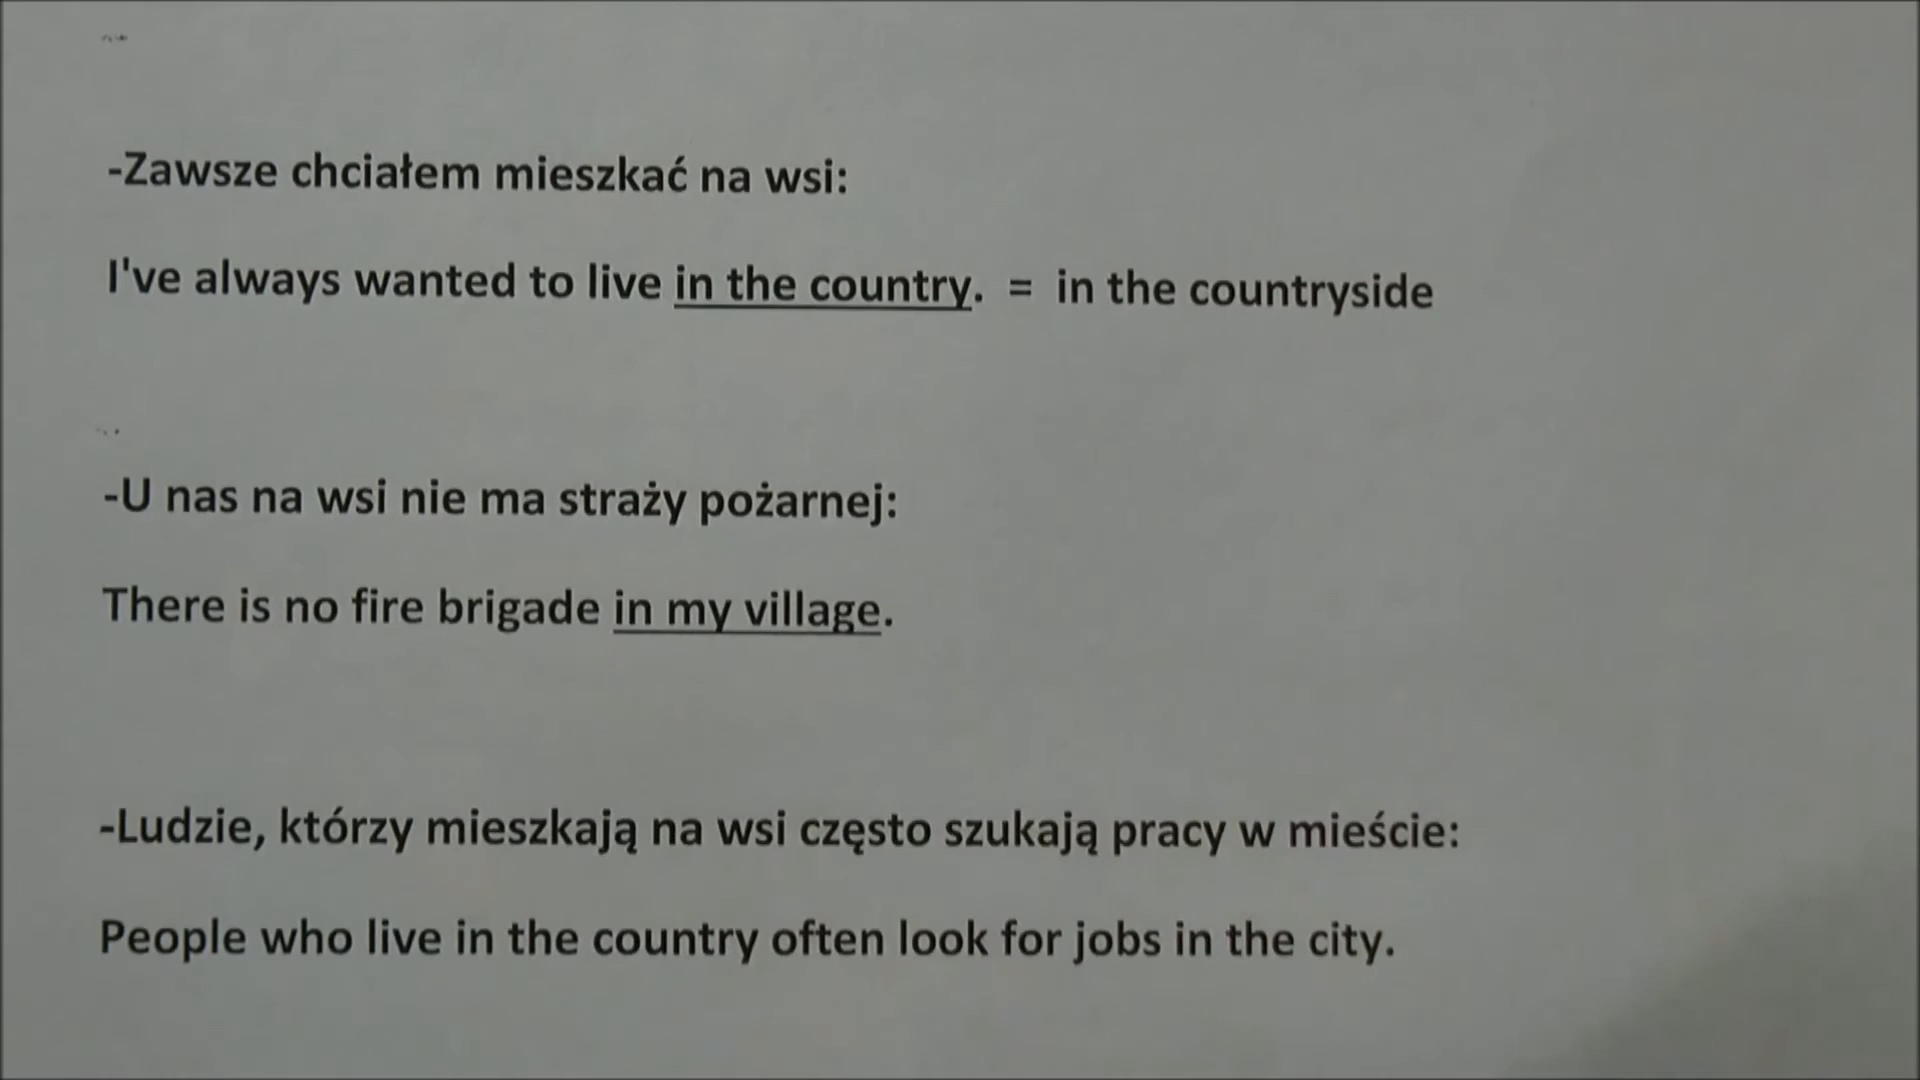 -Zawsze chciałem mieszkać na wsi:
I've always wanted to live in the country. = in the countryside
-U nas na wsi nie ma straży pożarnej:
There is no fire brigade in my village.
-Ludzie, którzy mieszkają na wsi często szukają pracy w mieście:
People who live in the country often look for jobs in the city.